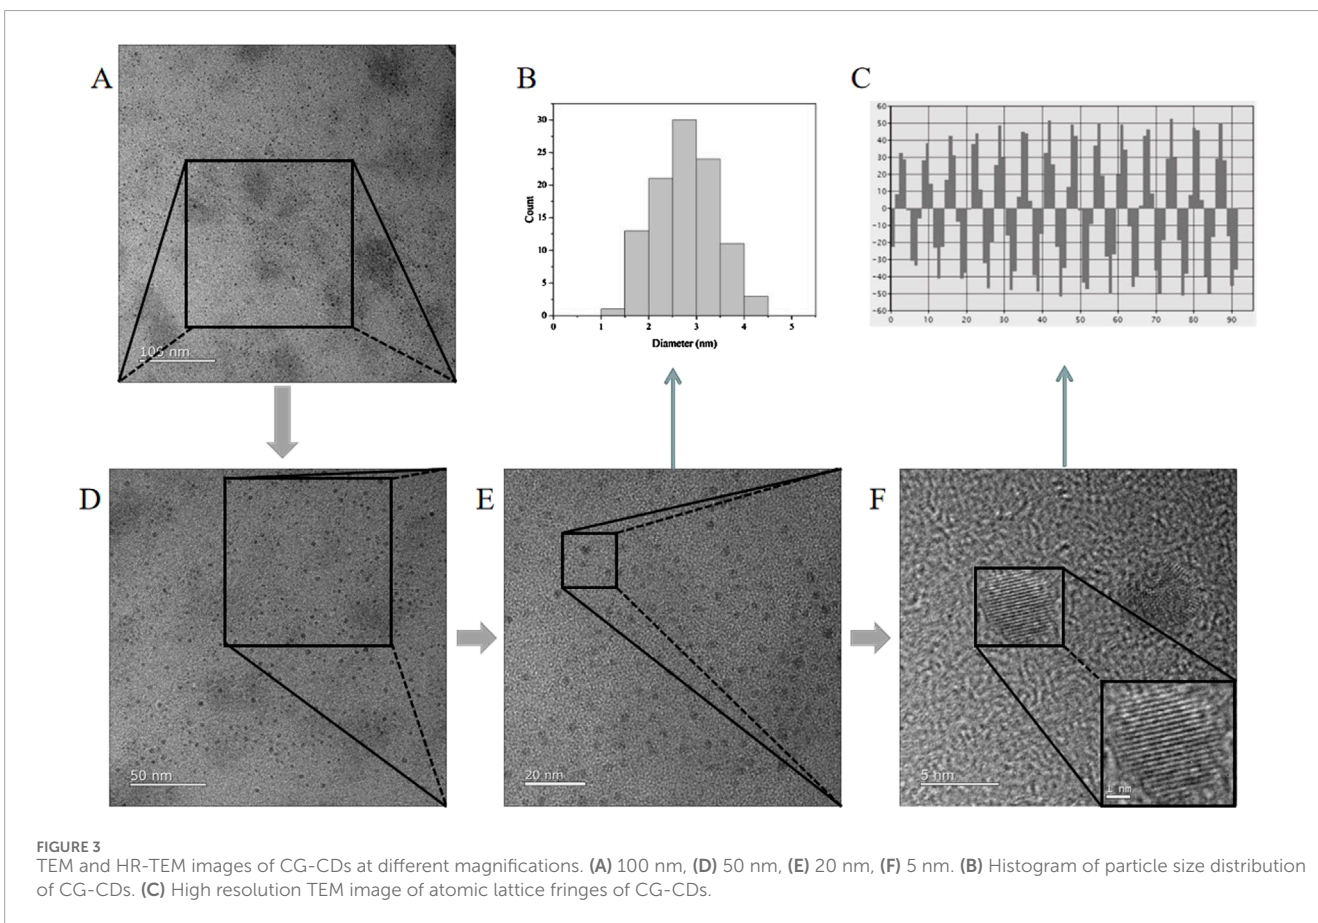 A
B
C
30
25
20
15
10
5
0
Count
0 1 2 3 4 5
Diameter (nm)
60
50
40
30
20
10
0
-10
-20
-30
-40
-50
-60
0 10 20 30 40 50 60 70 80 90
D
E
F
50 nm
20 nm
5 nm
1 nm
FIGURE 3
TEM and HR-TEM images of CG-CDs at different magnifications. (A) 100 nm, (D) 50 nm, (E) 20 nm, (F) 5 nm. (B) Histogram of particle size distribution
of CG-CDs. (C) High resolution TEM image of atomic lattice fringes of CG-CDs.